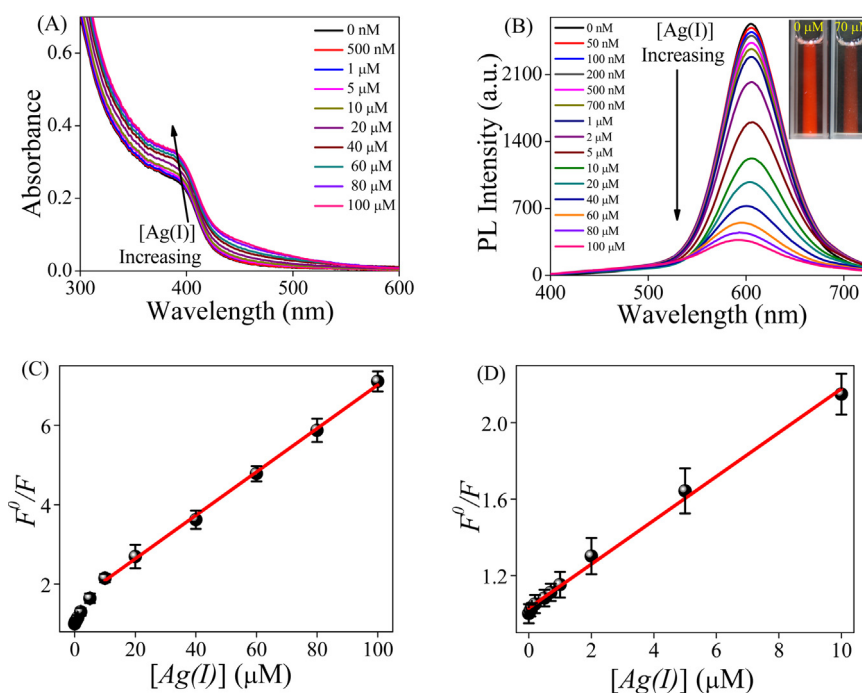 (A)
0.6
0.4
0.2
0.0
Absorbance
300
400
500
600
Wavelength (nm)
[Ag(I)]
Increasing
0 nM
500 nM
1 μM
5 μM
10 μM
20 μM
40 μM
60 μM
80 μM
100 μM
(B)
2100
1400
700
0
PL Intensity (a.u.)
400
500
600
700
Wavelength (nm)
[Ag(I)]
Increasing
0 nM
50 nM
100 nM
200 nM
500 nM
700 nM
1 μM
2 μM
5 μM
10 μM
20 μM
40 μM
60 μM
80 μM
100 μM
0 μM
70 μM
(C)
6
4
2
F⁰/F
0
20
40
60
80
100
[Ag(I)] (μM)
(D)
2.0
1.6
1.2
F⁰/F
0
2
4
6
8
10
[Ag(I)] (μM)